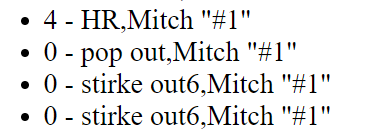 • 4 - HR,Mitch "#1"
• 0 - pop out,Mitch "#1"
• 0 - stirke out6,Mitch "#1"
• 0 - stirke out6,Mitch "#1"